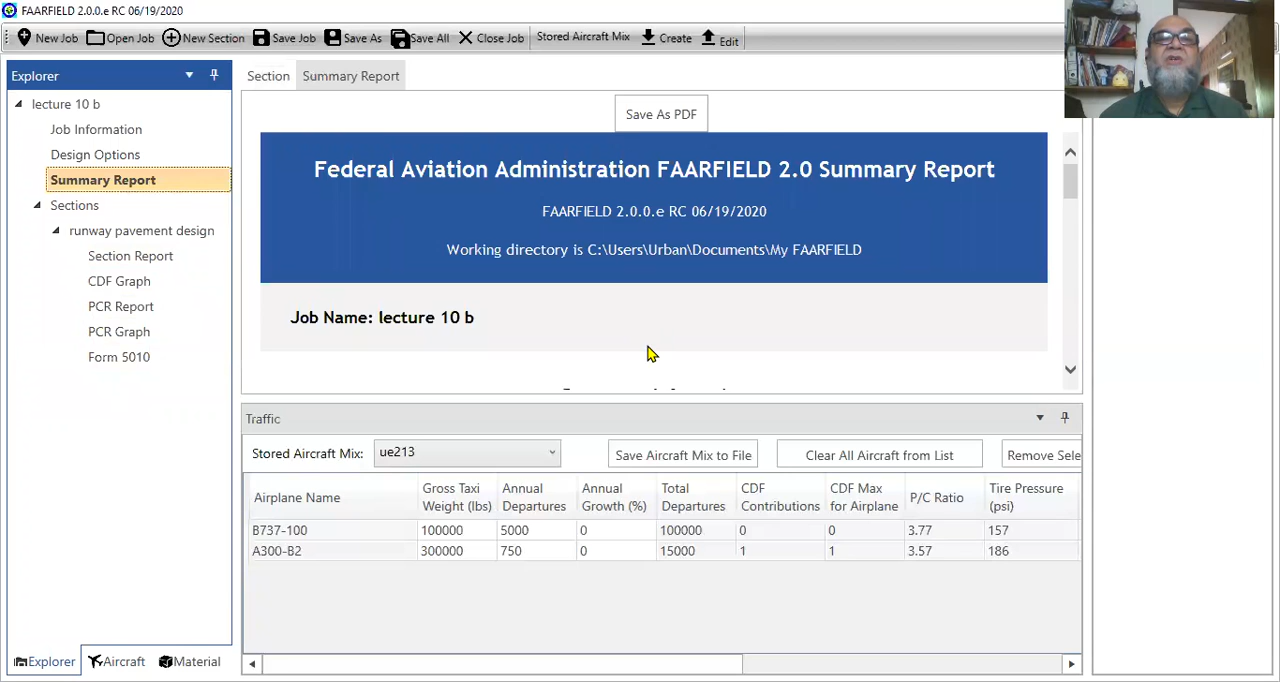 FAARFIELD 2.0.0.e RC 06/19/2020
New Job Open Job New Section Save Job Save As Save All Close Job Stored Aircraft Mix Create Edit
Explorer
lecture 10 b
Job Information
Design Options
Summary Report
Sections
runway pavement design
Section Report
CDF Graph
PCR Report
PCR Graph
Form 5010
Explorer Aircraft Material
Section Summary Report
Save As PDF
Federal Aviation Administration FAARFIELD 2.0 Summary Report
FAARFIELD 2.0.0.e RC 06/19/2020
Working directory is C:\Users\Urban\Documents\My FAARFIELD
Job Name: lecture 10 b
Traffic
Stored Aircraft Mix: ue213 Save Aircraft Mix to File Clear All Aircraft from List Remove Sele
Airplane Name Gross Taxi Weight (lbs) Annual Departures Annual Growth (%) Total Departures CDF Contributions CDF Max for Airplane P/C Ratio Tire Pressure (psi)
B737-100 100000 5000 0 100000 0 0 3.77 157
A300-B2 300000 750 0 15000 1 1 3.57 186